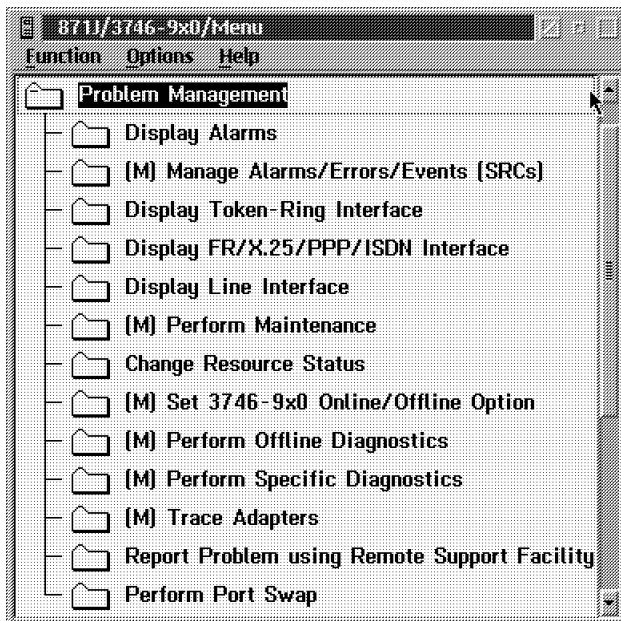 871J/3746-9x0/Menu
Function Options Help
Problem Management
Display Alarms
(M) Manage Alarms/Errors/Events (SRCs)
Display Token-Ring Interface
Display FR/X.25/PPP/ISDN Interface
Display Line Interface
(M) Perform Maintenance
Change Resource Status
(M) Set 3746-9x0 Online/Offline Option
(M) Perform Offline Diagnostics
(M) Perform Specific Diagnostics
(M) Trace Adapters
Report Problem using Remote Support Facility
Perform Port Swap